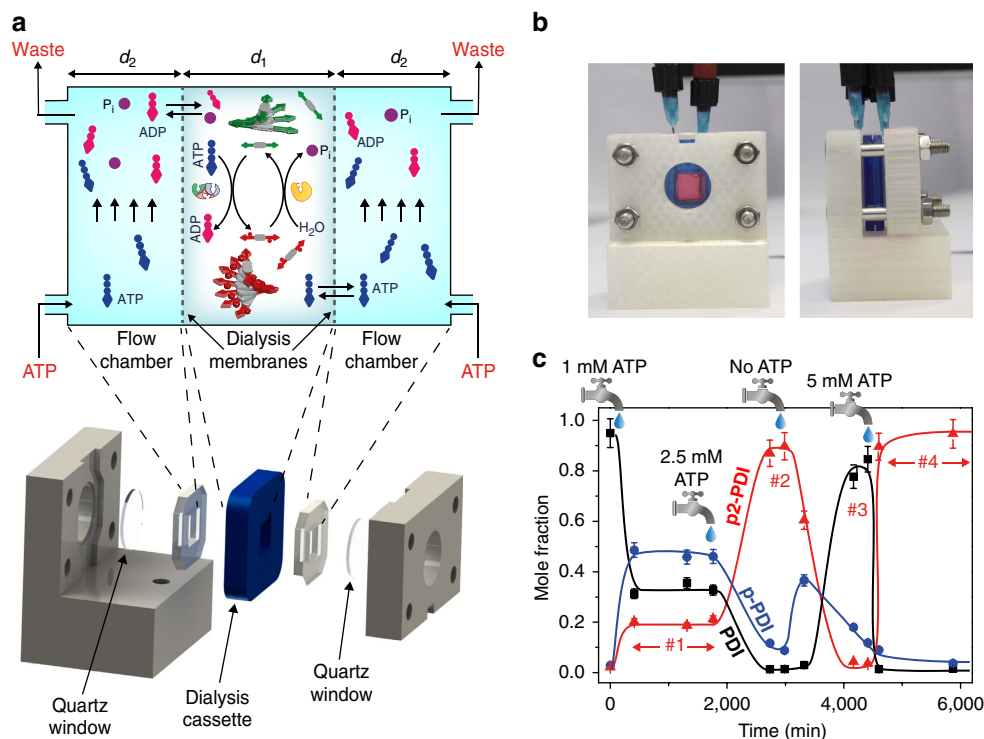 a
Waste
d2
d1
d2
Waste
Pi
ADP
ATP
Pi
ADP
H2O
ATP
ATP
ADP
Pi
ATP
Flow chamber
Dialysis membranes
Flow chamber
ATP
ATP
Quartz window
Dialysis cassette
Quartz window
b
c
1 mM ATP
No ATP
5 mM ATP
2.5 mM
ATP
1.0
0.8
0.6
0.4
0.2
0.0
Mole fraction
p2-PDI
p-PDI
PDI
#1
#2
#3
#4
0
2,000
4,000
6,000
Time (min)